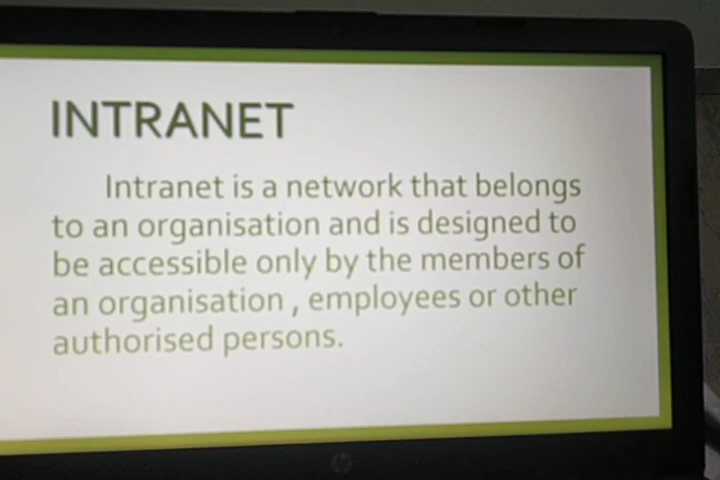 INTRANET
Intranet is a network that belongs
to an organisation and is designed to
be accessible only by the members of
an organisation , employees or other
authorised persons.
hp